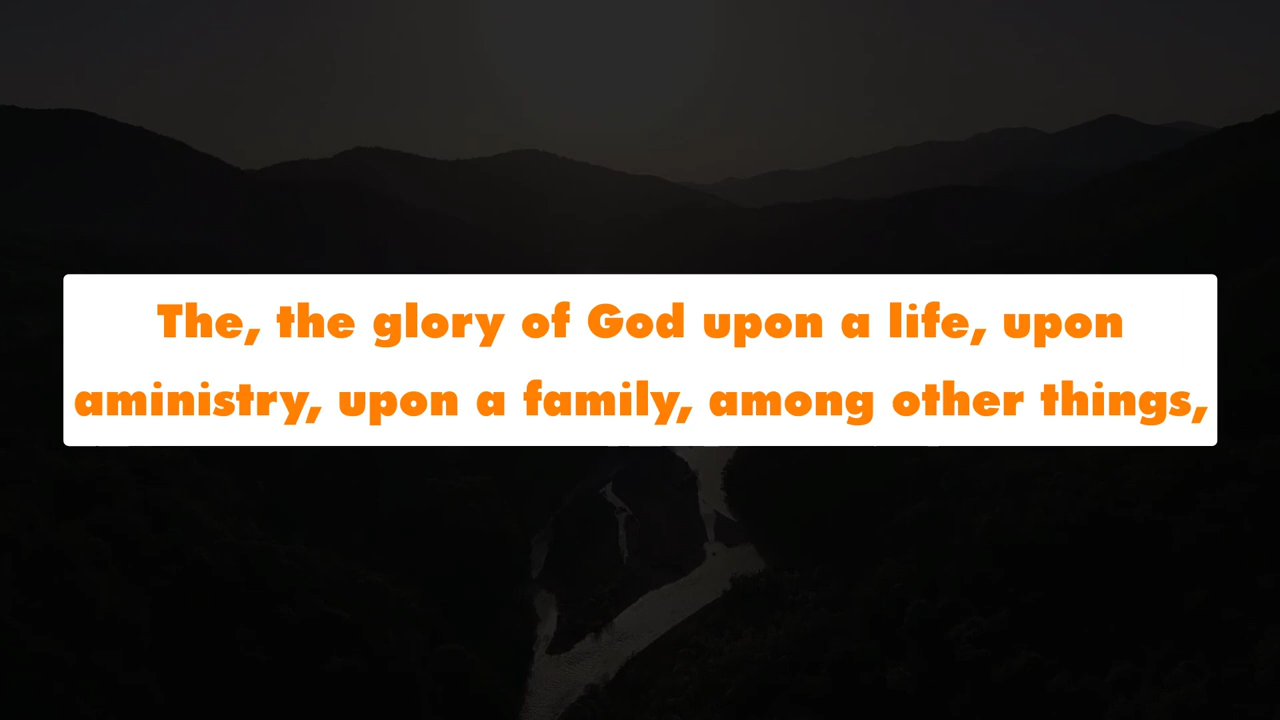 The, the glory of God upon a life, upon
aministry, upon a family, among other things,